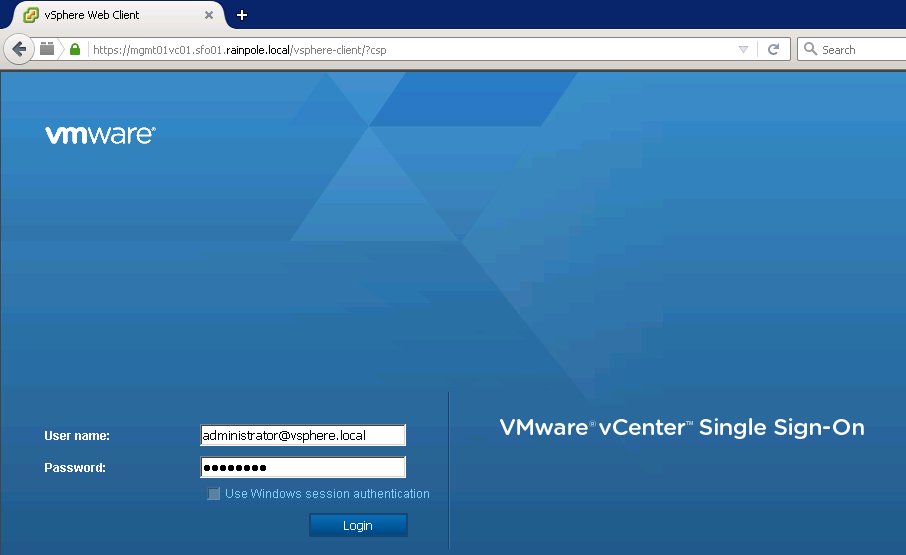 vSphere Web Client
https://mgmt01vc01.sfo01.rainpole.local/vsphere-client/?csp
Search
vmware®
User name:
administrator@vsphere.local
VMware® vCenter™ Single Sign-On
Password:
●●●●●●●●
Use Windows session authentication
Login